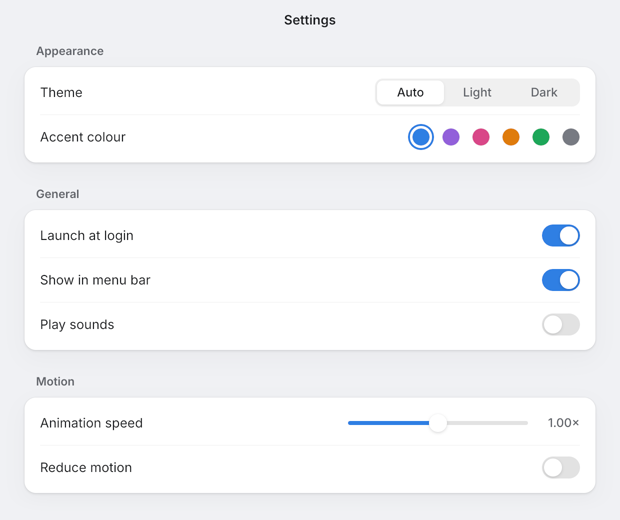 Settings
Appearance
Theme Auto Light Dark
Accent colour
General
Launch at login
Show in menu bar
Play sounds
Motion
Animation speed 1.00×
Reduce motion